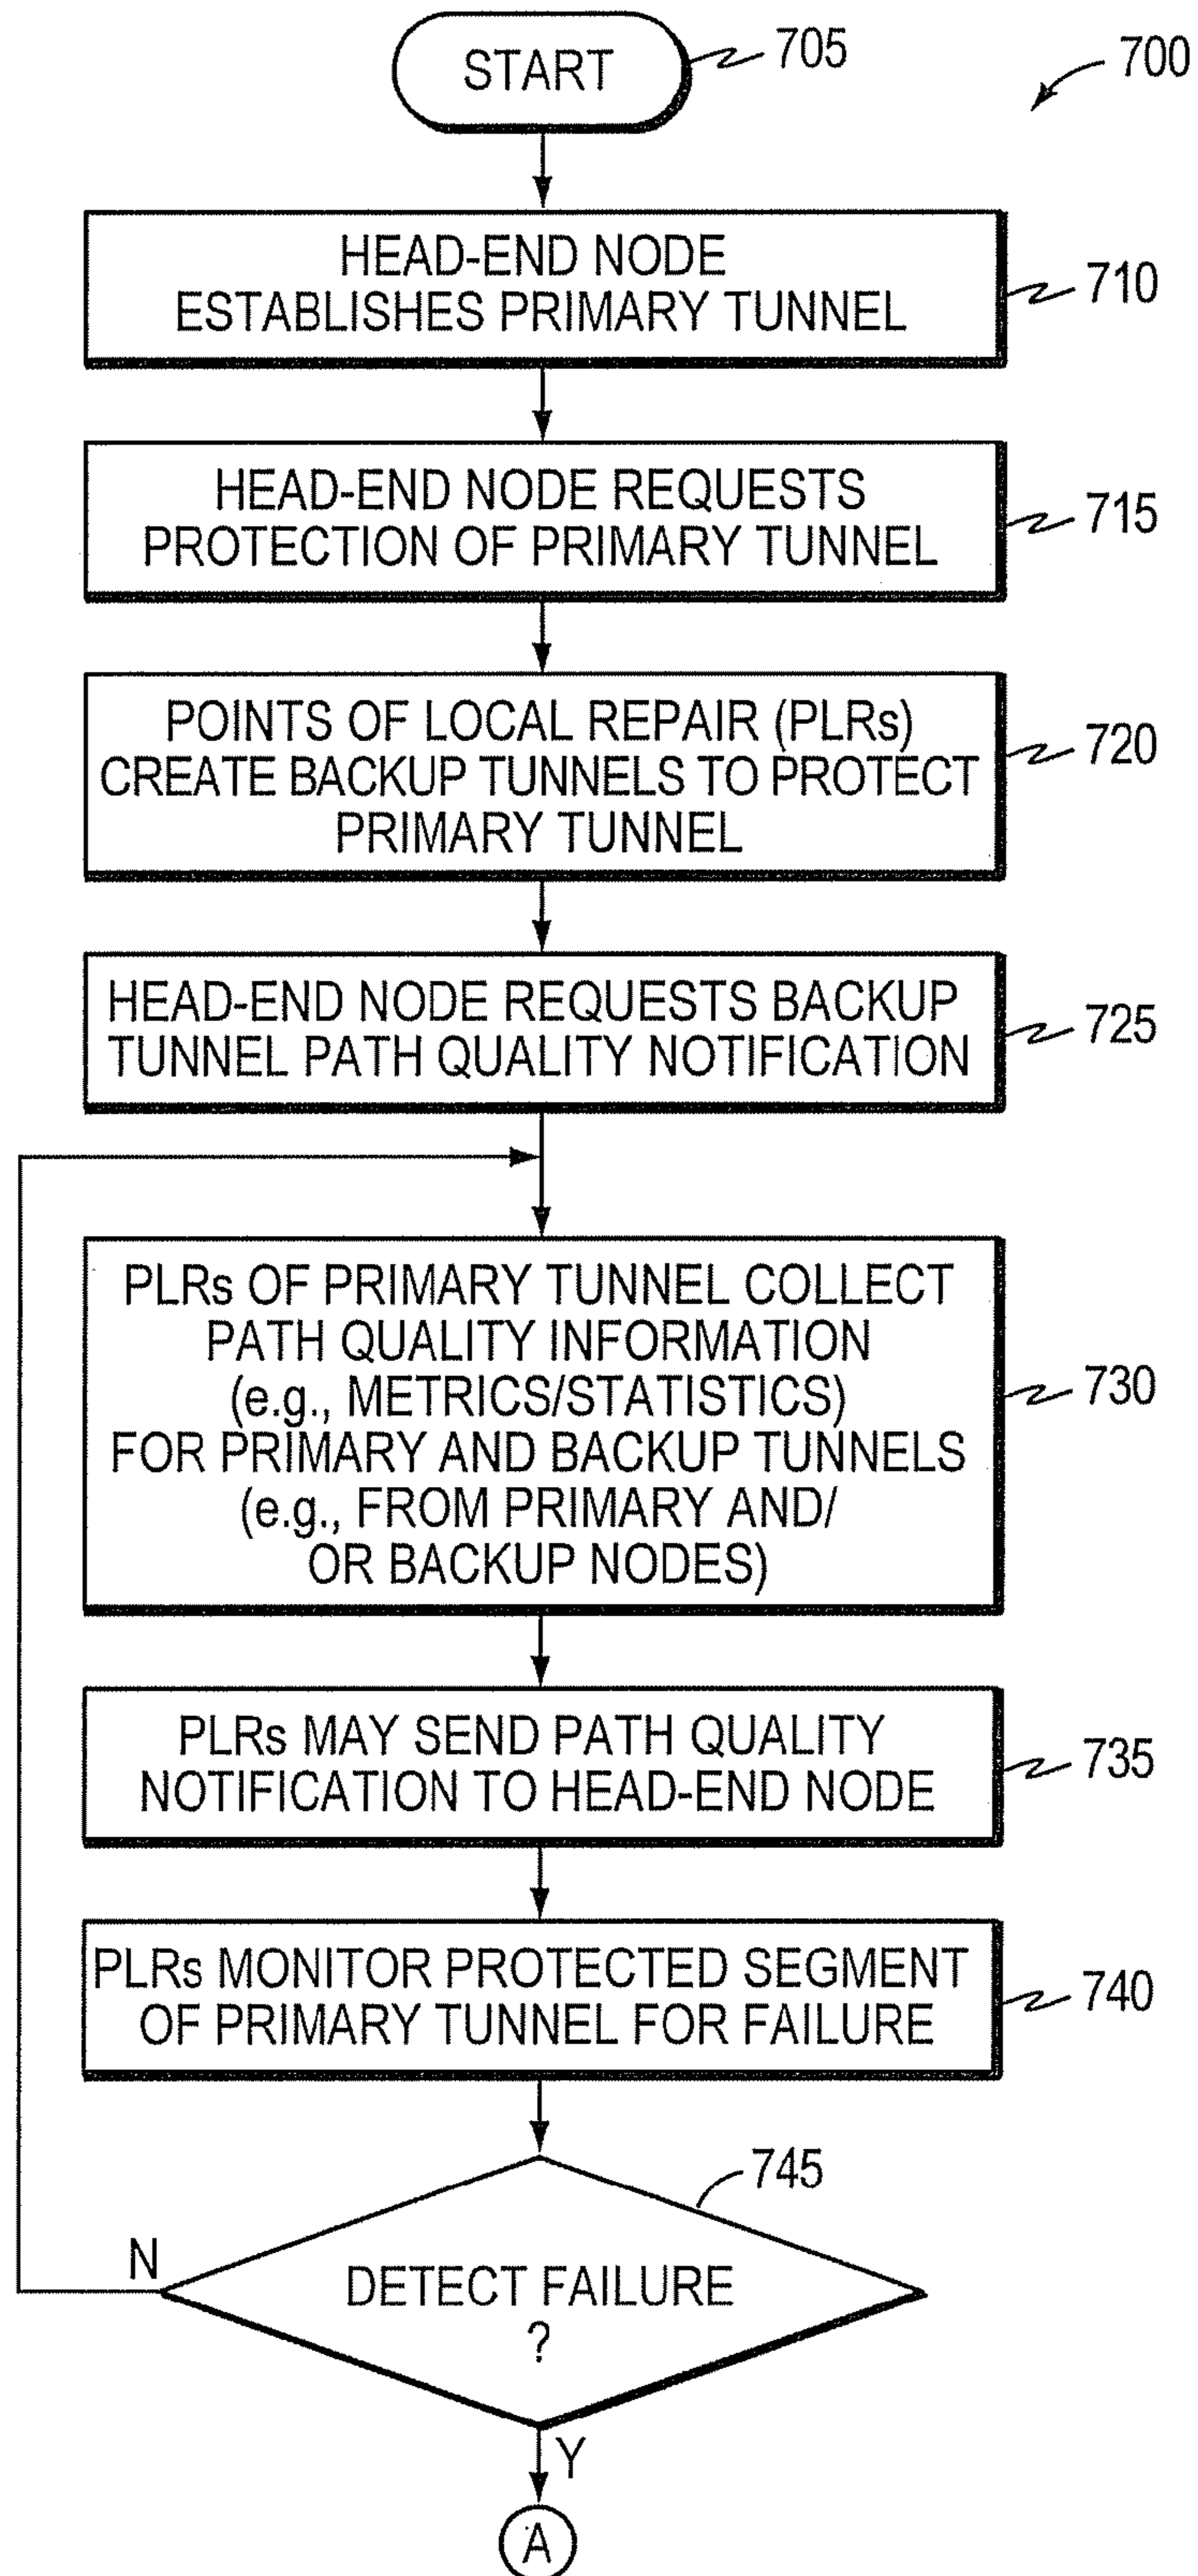 START
705
700
HEAD-END NODE
ESTABLISHES PRIMARY TUNNEL
710
HEAD-END NODE REQUESTS
PROTECTION OF PRIMARY TUNNEL
715
POINTS OF LOCAL REPAIR (PLRs)
CREATE BACKUP TUNNELS TO PROTECT
PRIMARY TUNNEL
720
HEAD-END NODE REQUESTS BACKUP
TUNNEL PATH QUALITY NOTIFICATION
725
PLRs OF PRIMARY TUNNEL COLLECT
PATH QUALITY INFORMATION
(e.g., METRICS/STATISTICS)
FOR PRIMARY AND BACKUP TUNNELS
(e.g., FROM PRIMARY AND/
OR BACKUP NODES)
730
PLRs MAY SEND PATH QUALITY
NOTIFICATION TO HEAD-END NODE
735
PLRs MONITOR PROTECTED SEGMENT
OF PRIMARY TUNNEL FOR FAILURE
740
745
N
DETECT FAILURE
?
Y
A